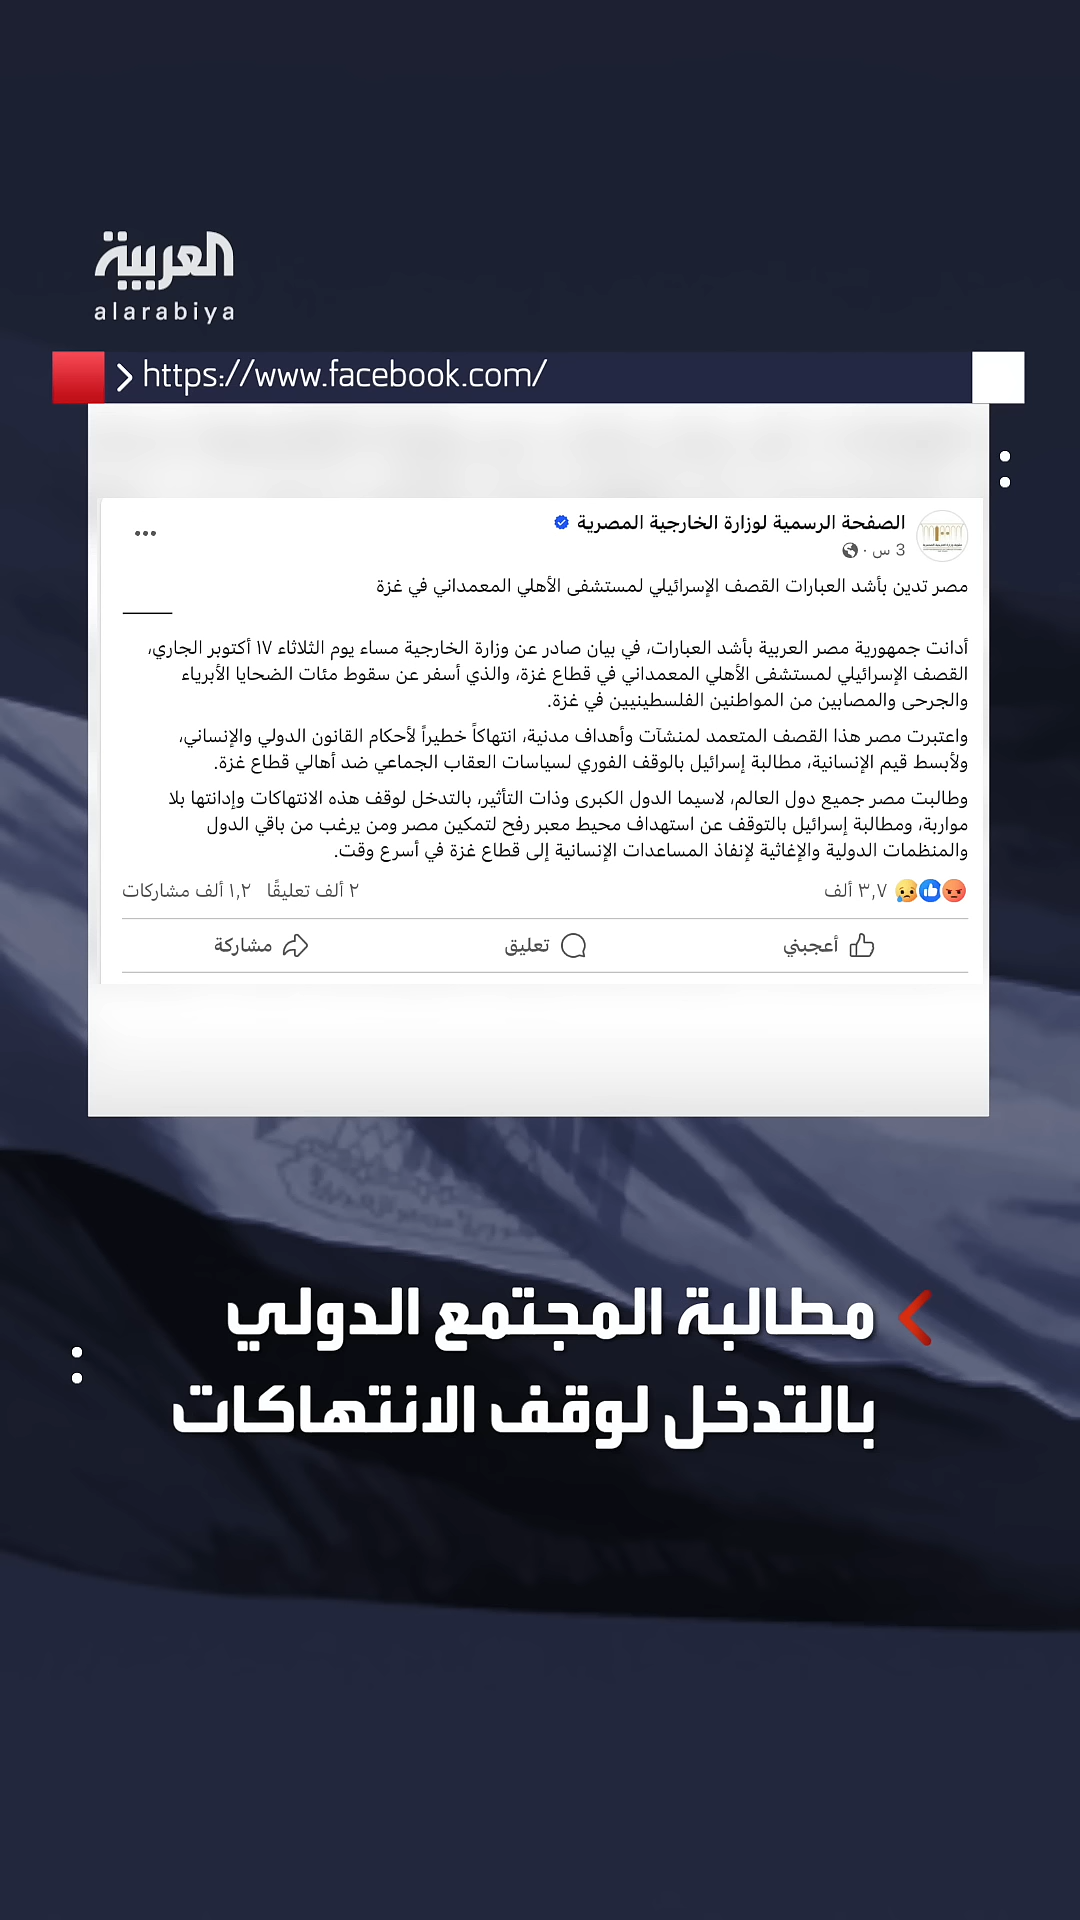 العربية
alarabiya
https://www.facebook.com/
الصفحة الرسمية لوزارة الخارجية المصرية
3 س ·
مصر تدين بأشد العبارات القصف الإسرائيلي لمستشفى الأهلي المعمداني في غزة
أدانت جمهورية مصر العربية بأشد العبارات، في بيان صادر عن وزارة الخارجية مساء يوم الثلاثاء ١٧ أكتوبر الجاري،
القصف الإسرائيلي لمستشفى الأهلي المعمداني في قطاع غزة، والذي أسفر عن سقوط مئات الضحايا الأبرياء
والجرحى والمصابين من المواطنين الفلسطينيين في غزة.
واعتبرت مصر هذا القصف المتعمد لمنشآت وأهداف مدنية، انتهاكاً خطيراً لأحكام القانون الدولي والإنساني،
ولأبسط قيم الإنسانية، مطالبة إسرائيل بالوقف الفوري لسياسات العقاب الجماعي ضد أهالي قطاع غزة.
وطالبت مصر جميع دول العالم، لاسيما الدول الكبرى وذات التأثير، بالتدخل لوقف هذه الانتهاكات وإدانتها بلا
مواربة، ومطالبة إسرائيل بالتوقف عن استهداف محيط معبر رفح لتمكين مصر ومن يرغب من باقي الدول
والمنظمات الدولية والإغاثية لإنفاذ المساعدات الإنسانية إلى قطاع غزة في أسرع وقت.
٣,٧ ألف ٢ ألف تعليقًا ١,٢ ألف مشاركات
أعجبني تعليق مشاركة
مطالبة المجتمع الدولي
بالتدخل لوقف الانتهاكات